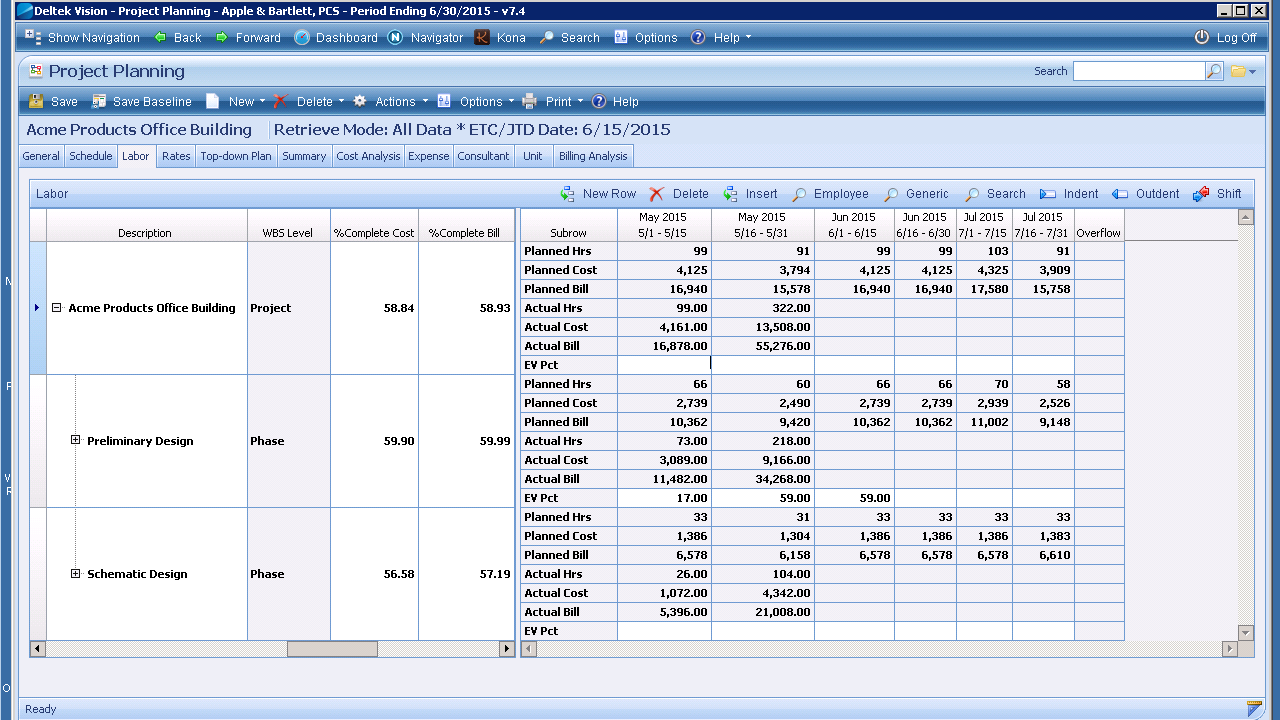 Deltek Vision - Project Planning - Apple & Bartlett, PCS - Period Ending 6/30/2015 - v7.4
Show Navigation Back Forward Dashboard Navigator Kona Search Options Help Log Off
Project Planning Search
Save Save Baseline New Delete Actions Options Print Help
Acme Products Office Building Retrieve Mode: All Data * ETC/JTD Date: 6/15/2015
General Schedule Labor Rates Top-down Plan Summary Cost Analysis Expense Consultant Unit Billing Analysis
Labor New Row Delete Insert Employee Generic Search Indent Outdent Shift
May 2015 May 2015 Jun 2015 Jun 2015 Jul 2015 Jul 2015
Description WBS Level %Complete Cost %Complete Bill Subrow 5/1 - 5/15 5/16 - 5/31 6/1 - 6/15 6/16 - 6/30 7/1 - 7/15 7/16 - 7/31 Overflow
Planned Hrs 99 91 99 99 103 91
Planned Cost 4,125 3,794 4,125 4,125 4,325 3,909
Planned Bill 16,940 15,578 16,940 16,940 17,580 15,758
Acme Products Office Building Project 58.84 58.93 Actual Hrs 99.00 322.00
Actual Cost 4,161.00 13,508.00
Actual Bill 16,878.00 55,276.00
EV Pct
Planned Hrs 66 60 66 66 70 58
Planned Cost 2,739 2,490 2,739 2,739 2,939 2,526
Planned Bill 10,362 9,420 10,362 10,362 11,002 9,148
Preliminary Design Phase 59.90 59.99 Actual Hrs 73.00 218.00
Actual Cost 3,089.00 9,166.00
Actual Bill 11,482.00 34,268.00
EV Pct 17.00 59.00 59.00
Planned Hrs 33 31 33 33 33 33
Planned Cost 1,386 1,304 1,386 1,386 1,386 1,383
Planned Bill 6,578 6,158 6,578 6,578 6,578 6,610
Schematic Design Phase 56.58 57.19 Actual Hrs 26.00 104.00
Actual Cost 1,072.00 4,342.00
Actual Bill 5,396.00 21,008.00
EV Pct
Ready